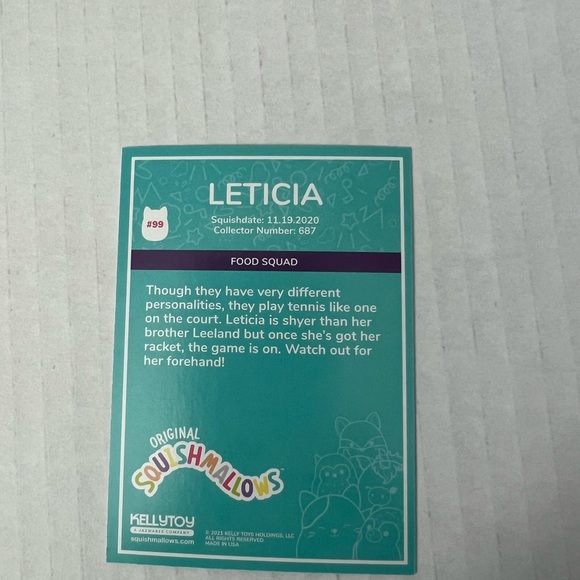 LETICIA
#99
Squishdate: 11.19.2020
Collector Number: 687
FOOD SQUAD
Though they have very different
personalities, they play tennis like one
on the court. Leticia is shyer than her
brother Leeland but once she's got her
racket, the game is on. Watch out for
her forehand!
ORIGINAL
SQUISHMALLOWS™
KELLYTOY
A JAZWARES COMPANY
squishmallows.com
© 2021 KELLY TOYS HOLDINGS, LLC
ALL RIGHTS RESERVED
MADE IN USA